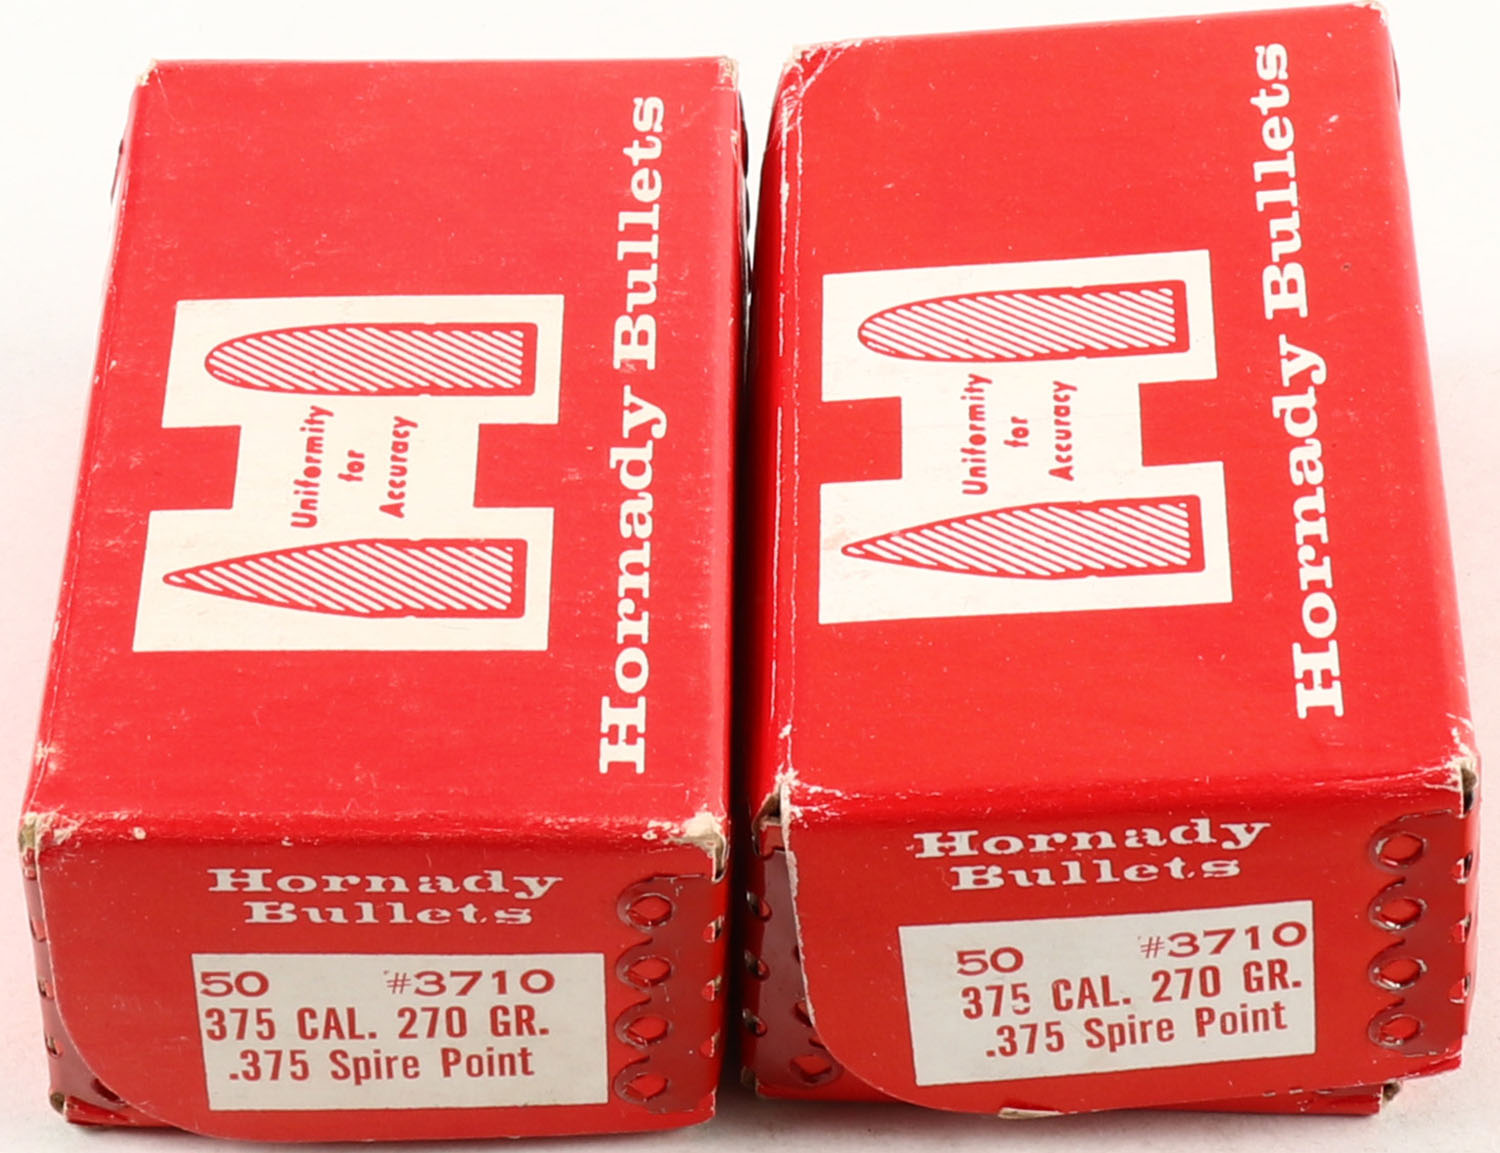 Hornady Bullets
Uniformity
for
Accuracy
Hornady
Bullets
50 #3710
375 CAL. 270 GR.
.375 Spire Point
Hornady Bullets
Uniformity
for
Accuracy
Hornady
Bullets
50 #3710
375 CAL. 270 GR.
.375 Spire Point